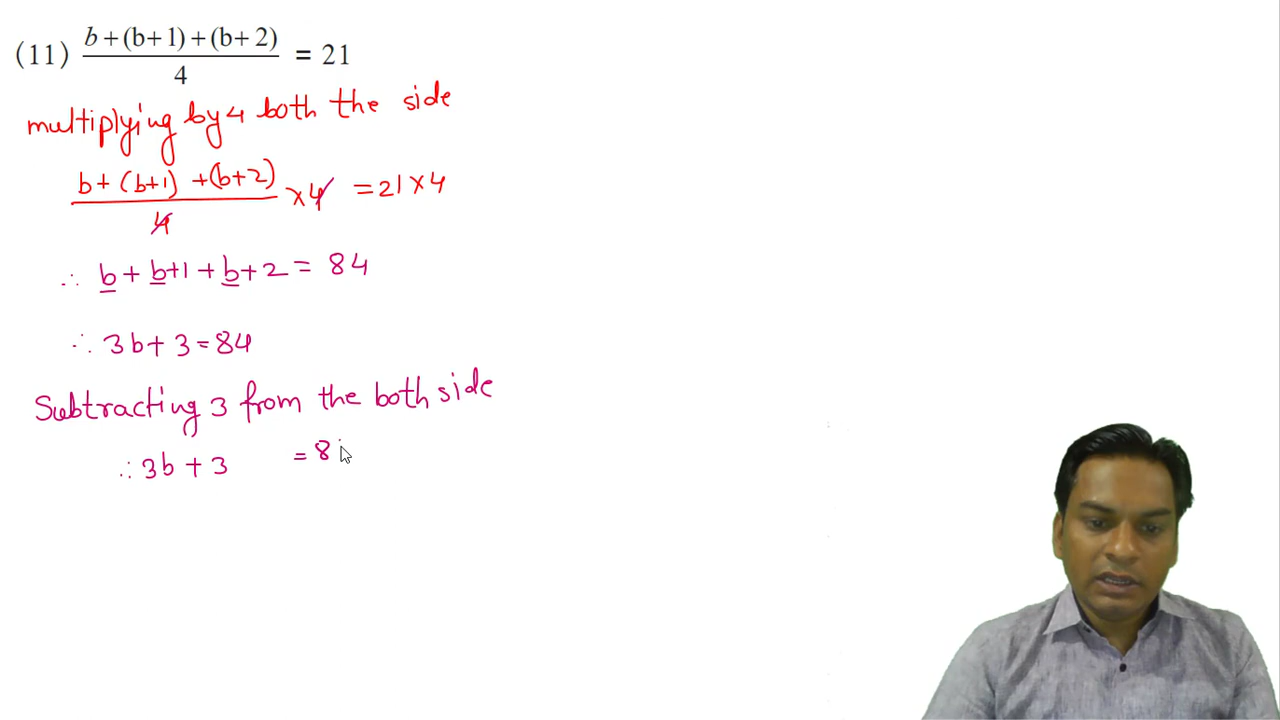 (11) b+(b+1)+(b+2)/4 = 21
multiplying by 4 both the side
b+(b+1)+(b+2)/4 ×4 =21×4
∴ b+b+1+b+2= 84
∴ 3b+3=84
Subtracting 3 from the both side
∴ 3b+3 =8